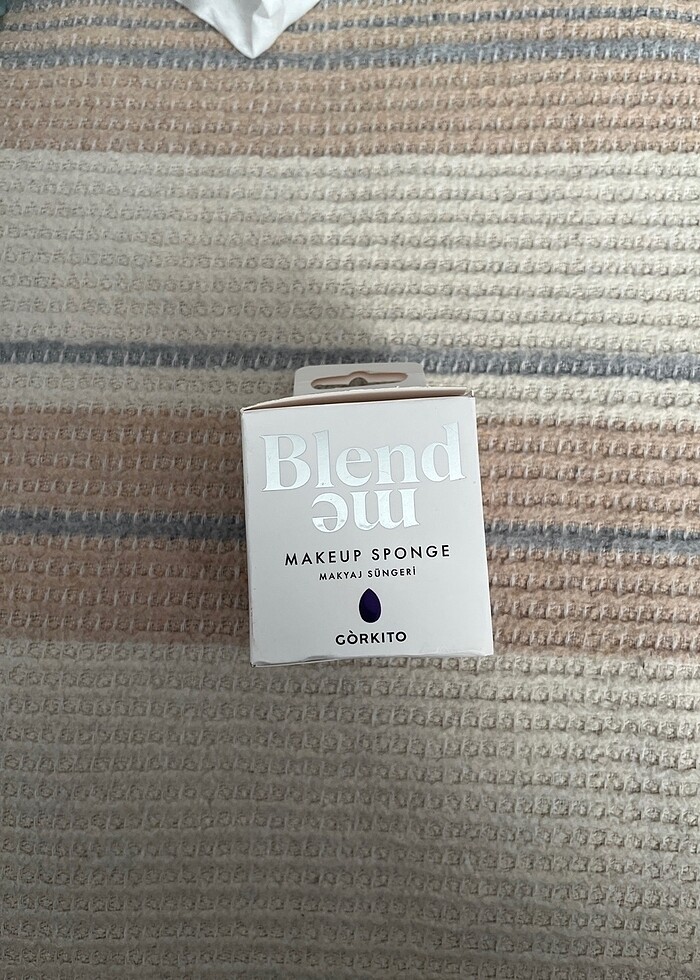 Blend
me
MAKEUP SPONGE
MAKYAJ SÜNGERİ
GÒRKITO